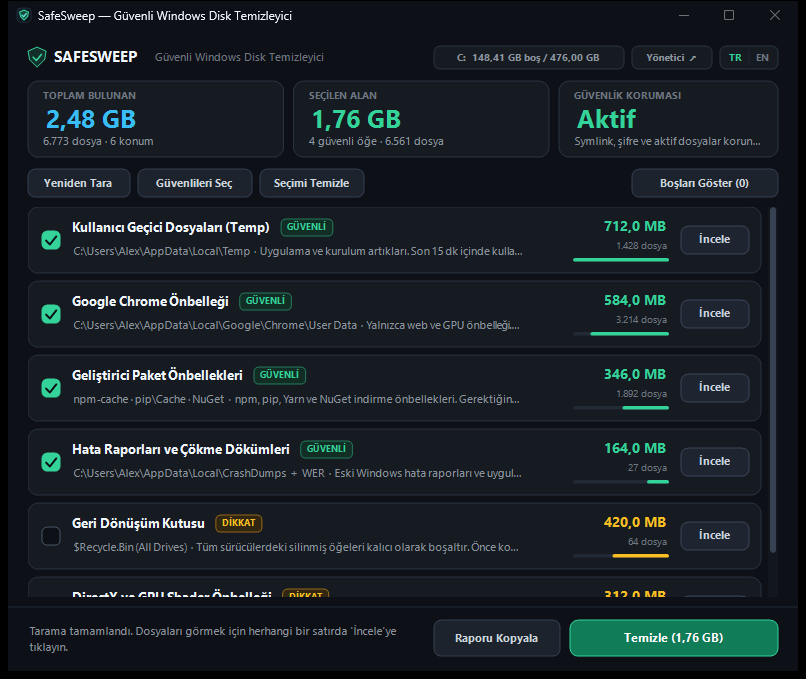 SafeSweep — Güvenli Windows Disk Temizleyici
SAFESWEEP Güvenli Windows Disk Temizleyici C: 148,41 GB boş / 476,00 GB Yönetici ↗ TR EN
TOPLAM BULUNAN
2,48 GB
6.773 dosya · 6 konum
SEÇİLEN ALAN
1,76 GB
4 güvenli öğe · 6.561 dosya
GÜVENLİK KORUMASI
Aktif
Symlink, şifre ve aktif dosyalar korun...
Yeniden Tara Güvenlileri Seç Seçimi Temizle Boşları Göster (0)
Kullanıcı Geçici Dosyaları (Temp) GÜVENLİ 712,0 MB
C:\Users\Alex\AppData\Local\Temp · Uygulama ve kurulum artıkları. Son 15 dk içinde kulla... 1.428 dosya İncele
Google Chrome Önbelleği GÜVENLİ 584,0 MB
C:\Users\Alex\AppData\Local\Google\Chrome\User Data · Yalnızca web ve GPU önbelleği.... 3.214 dosya İncele
Geliştirici Paket Önbellekleri GÜVENLİ 346,0 MB
npm-cache · pip\Cache · NuGet · npm, pip, Yarn ve NuGet indirme önbellekleri. Gerektiğin... 1.892 dosya İncele
Hata Raporları ve Çökme Dökümleri GÜVENLİ 164,0 MB
C:\Users\Alex\AppData\Local\CrashDumps + WER · Eski Windows hata raporları ve uygul... 27 dosya İncele
Geri Dönüşüm Kutusu DİKKAT 420,0 MB
$Recycle.Bin (All Drives) · Tüm sürücülerdeki silinmiş öğeleri kalıcı olarak boşaltır. Önce ko... 64 dosya İncele
DirectX ve GPU Shader Önbelleği DİKKAT 312,0 MB
Tarama tamamlandı. Dosyaları görmek için herhangi bir satırda 'İncele'ye
tıklayın.
Raporu Kopyala Temizle (1,76 GB)